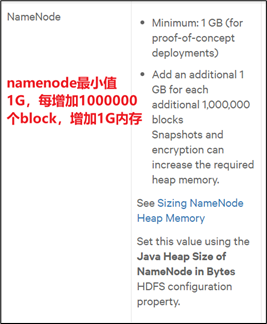 NameNode
namenode最小值
1G，每增加1000000
个block，增加1G内存
• Minimum: 1 GB (for
proof-of-concept
deployments)
• Add an additional 1
GB for each
additional 1,000,000
blocks
Snapshots and
encryption can
increase the required
heap memory.
See Sizing NameNode
Heap Memory
Set this value using the
Java Heap Size of
NameNode in Bytes
HDFS configuration
property.